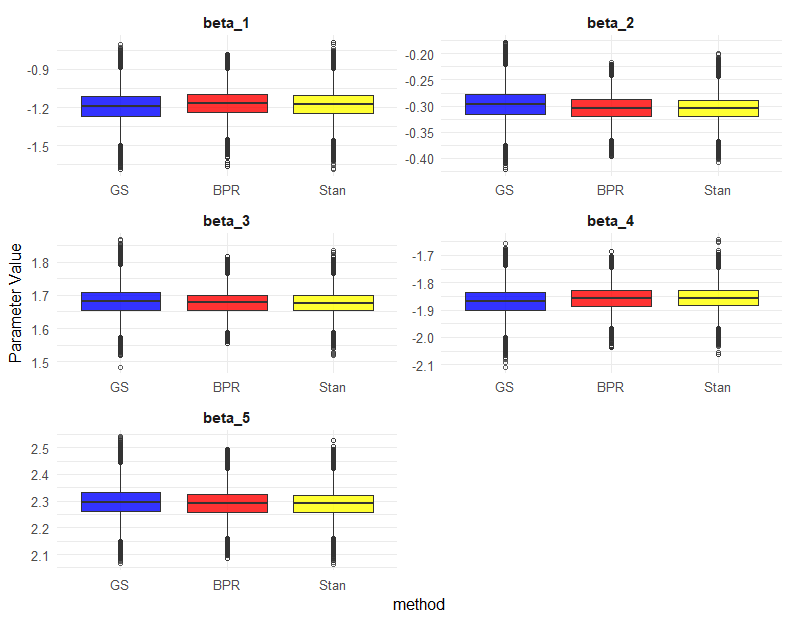 beta_1
-0.9
-1.2
-1.5
GS BPR Stan
beta_2
-0.20
-0.25
-0.30
-0.35
-0.40
GS BPR Stan
beta_3
1.8
1.7
1.6
1.5
GS BPR Stan
beta_4
-1.7
-1.8
-1.9
-2.0
-2.1
GS BPR Stan
beta_5
2.5
2.4
2.3
2.2
2.1
GS BPR Stan
Parameter Value
method